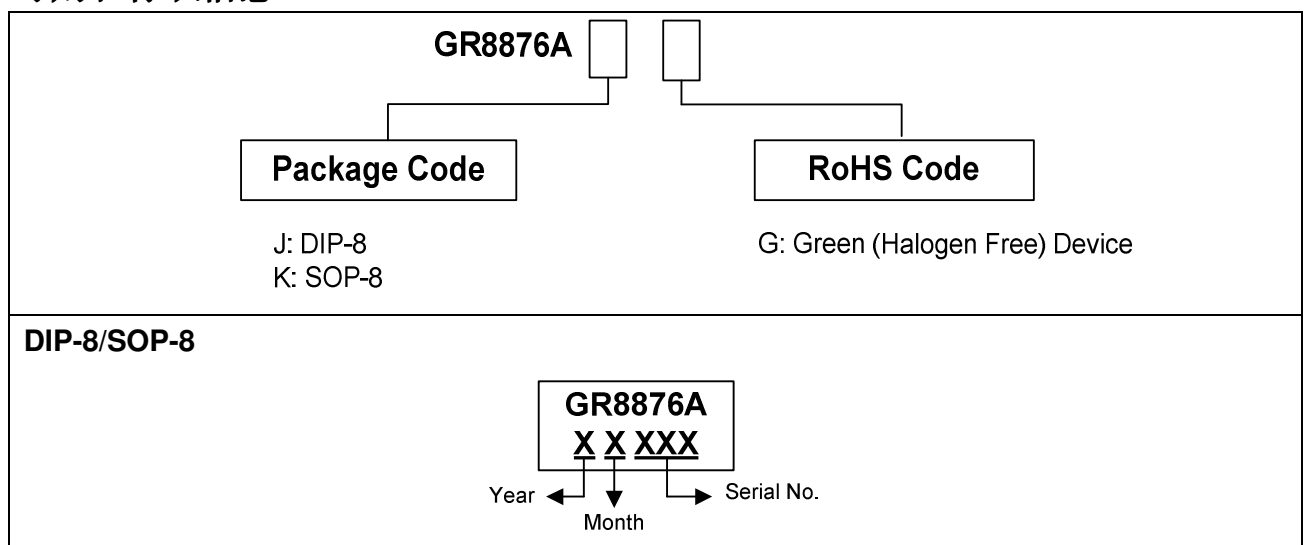 GR8876A
Package Code
RoHS Code
J: DIP-8
K: SOP-8
G: Green (Halogen Free) Device
DIP-8/SOP-8
GR8876A
X X XXX
Year
Month
Serial No.